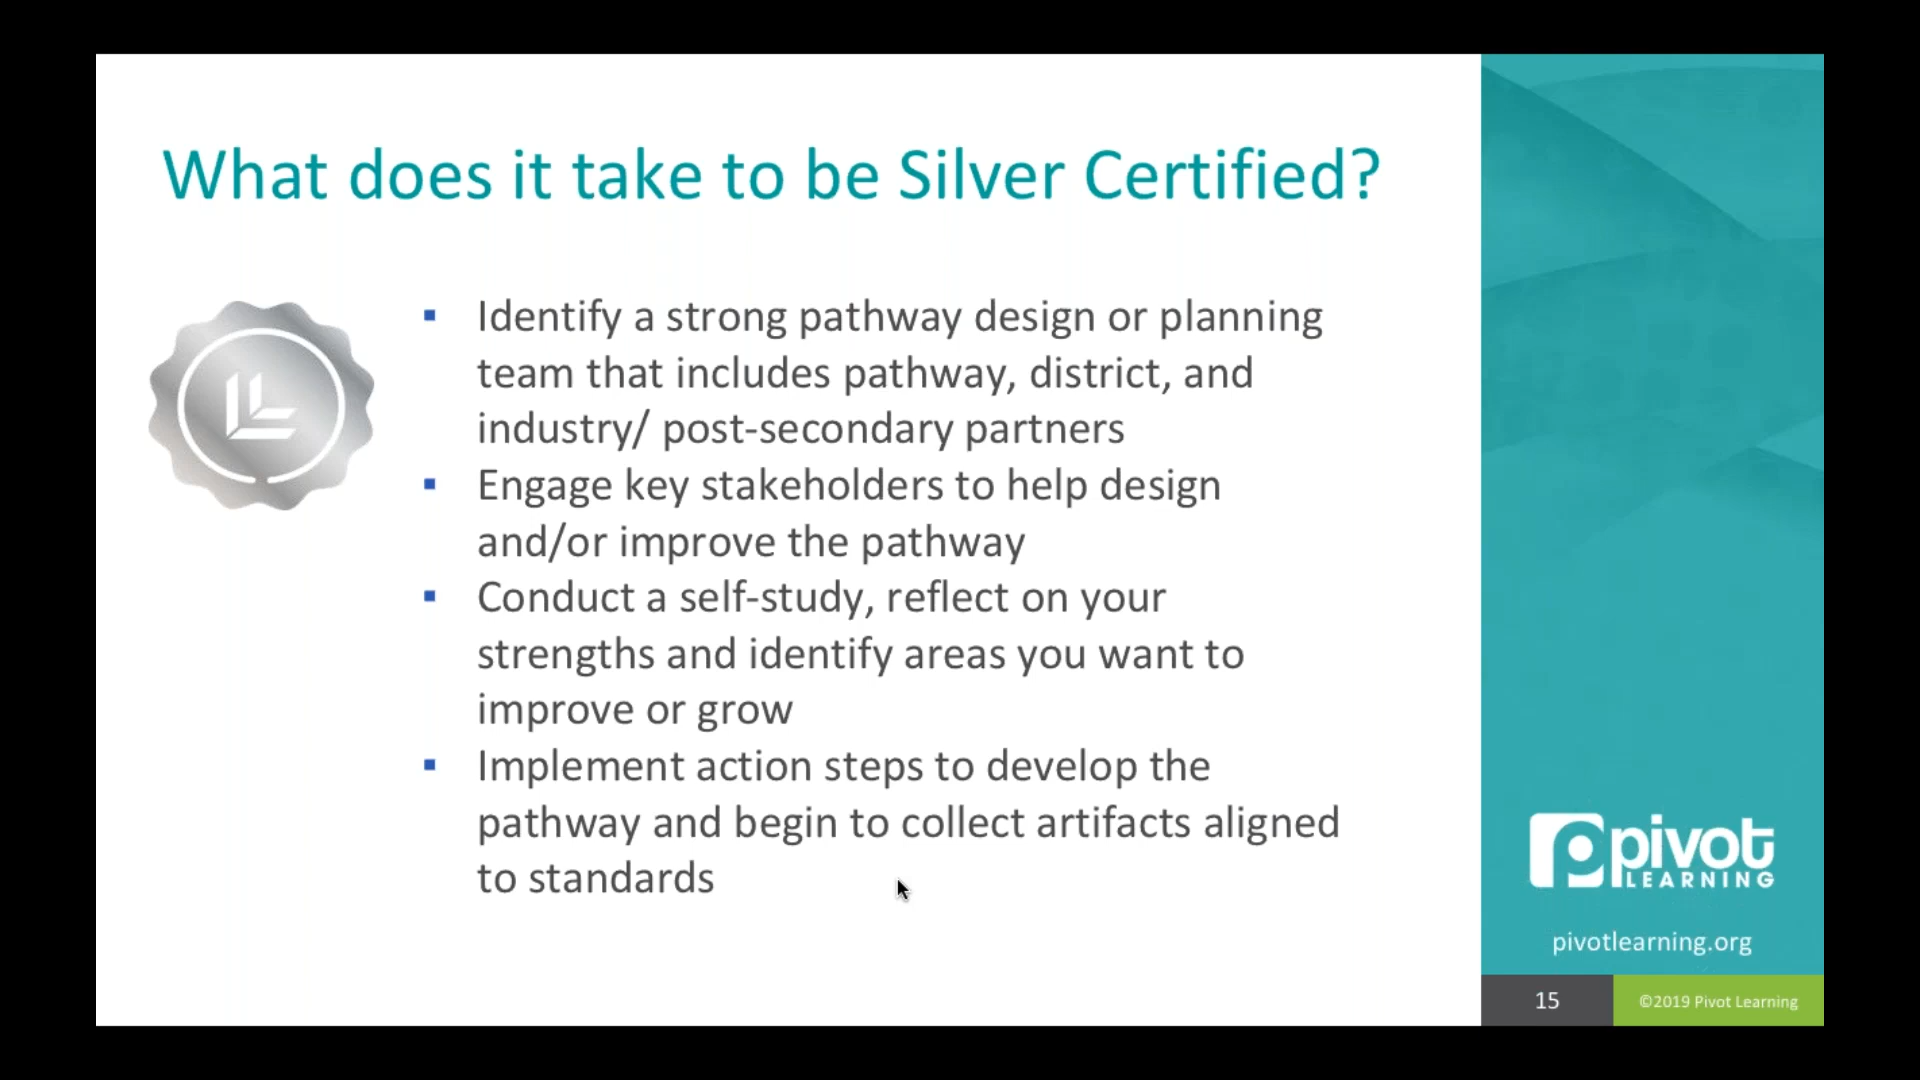 What does it take to be Silver Certified?
▪ Identify a strong pathway design or planning
team that includes pathway, district, and
industry/ post-secondary partners
▪ Engage key stakeholders to help design
and/or improve the pathway
▪ Conduct a self-study, reflect on your
strengths and identify areas you want to
improve or grow
▪ Implement action steps to develop the
pathway and begin to collect artifacts aligned
to standards
pivot
LEARNING
pivotlearning.org
15
©2019 Pivot Learning